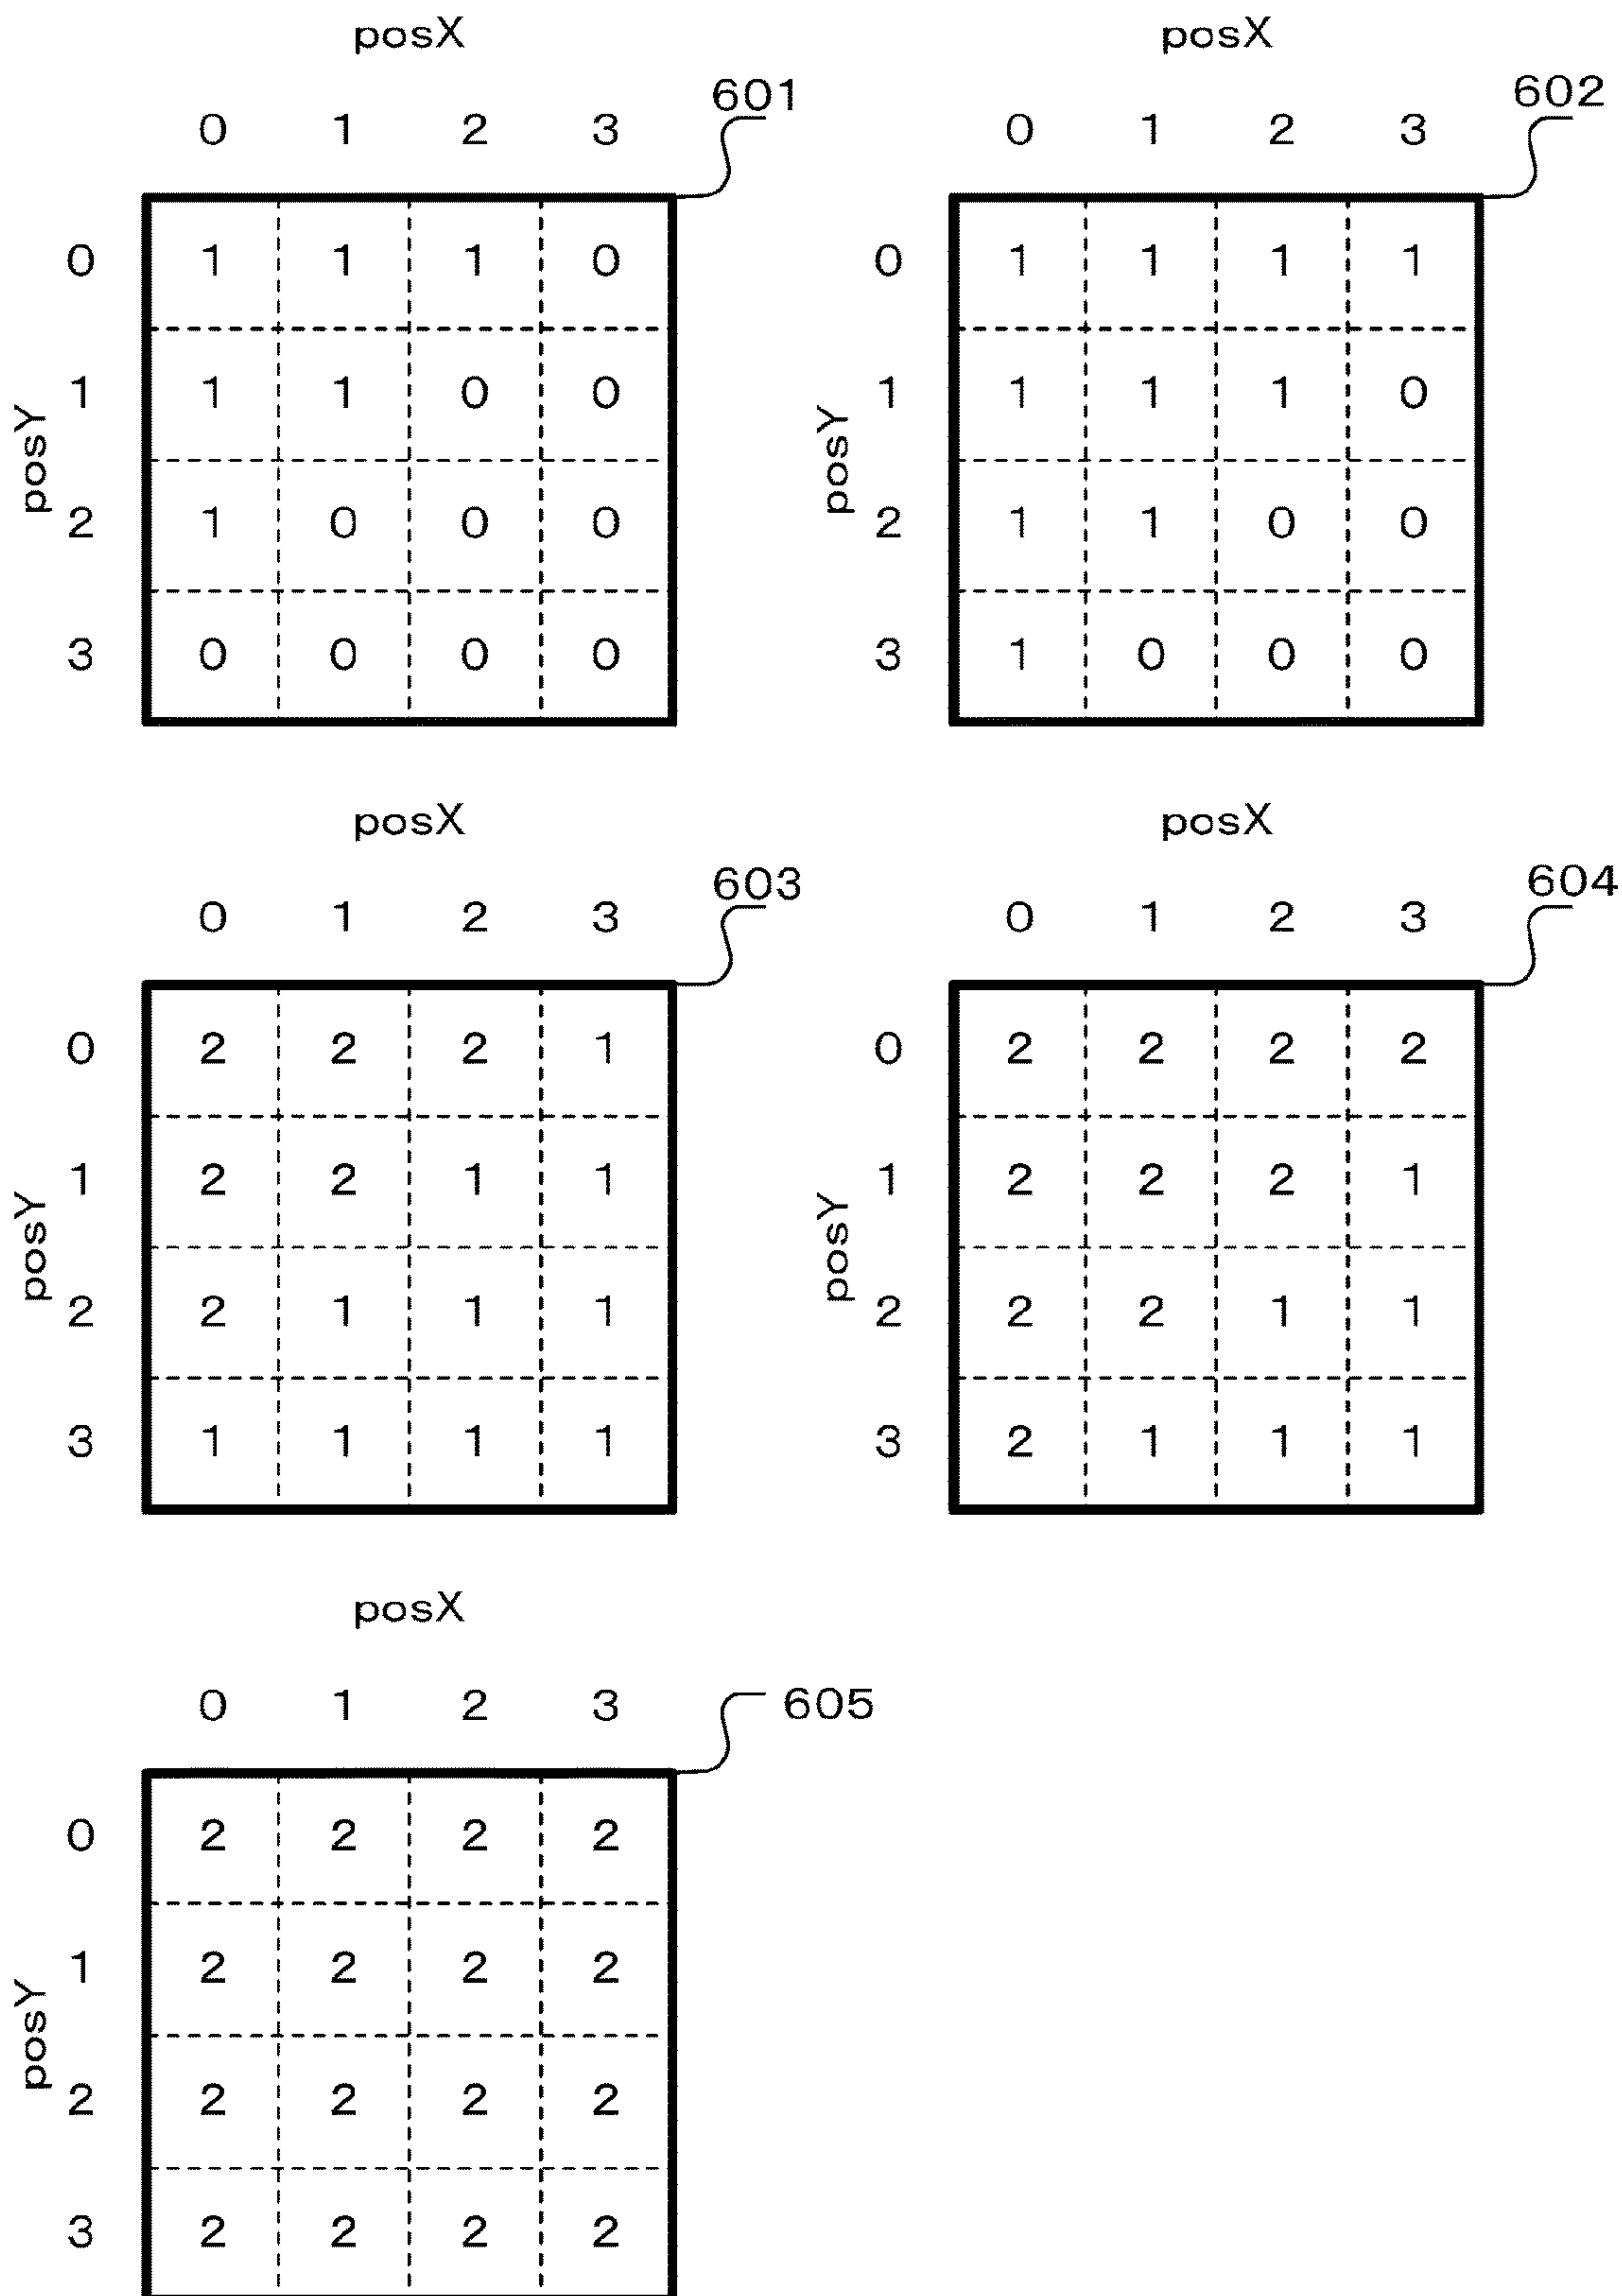 posX
601
0 1 2 3
posY
0 1 1 1 0
1 1 1 0 0
2 1 0 0 0
3 0 0 0 0
posX
602
0 1 2 3
posY
0 1 1 1 1
1 1 1 1 0
2 1 1 0 0
3 1 0 0 0
posX
603
0 1 2 3
posY
0 2 2 2 1
1 2 2 1 1
2 2 1 1 1
3 1 1 1 1
posX
604
0 1 2 3
posY
0 2 2 2 2
1 2 2 2 1
2 2 2 1 1
3 2 1 1 1
posX
605
0 1 2 3
posY
0 2 2 2 2
1 2 2 2 2
2 2 2 2 2
3 2 2 2 2